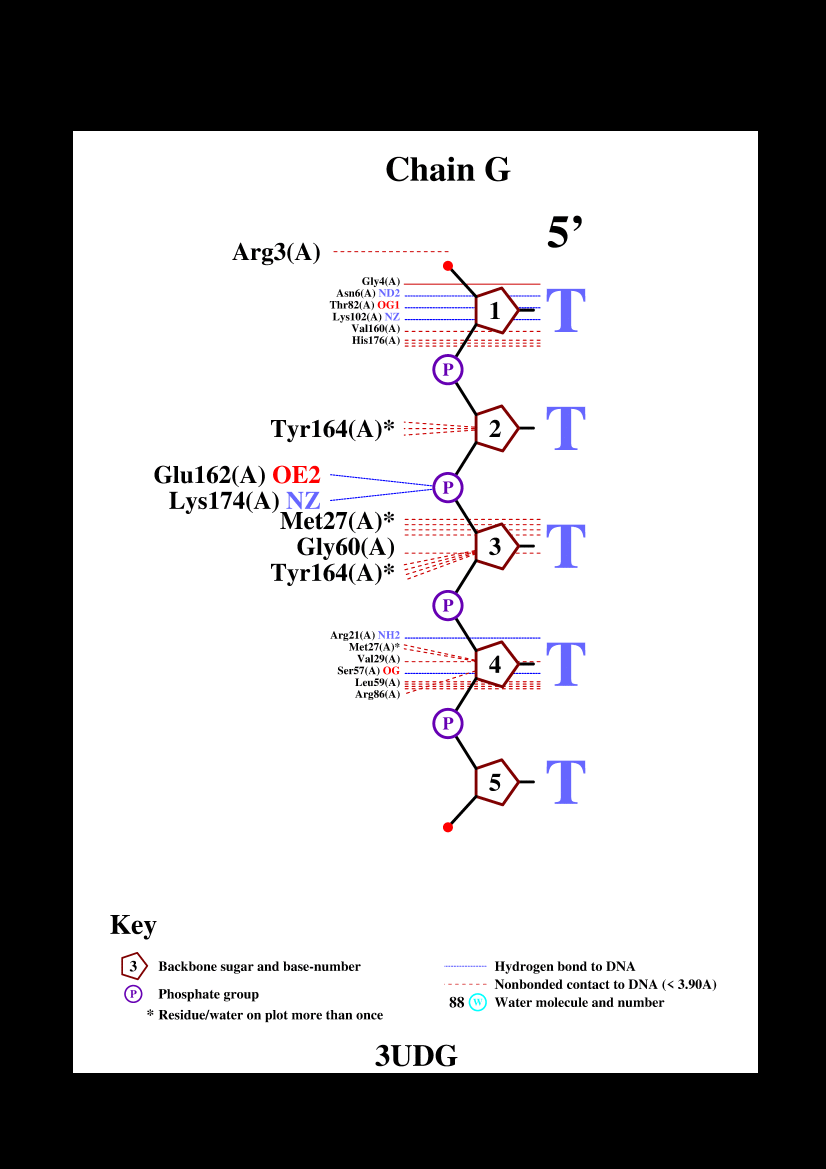 Chain G
5’
Arg3(A)
Gly4(A)
Asn6(A) ND2
Thr82(A) OG1
Lys102(A) NZ
Val160(A)
His176(A)
1 T
P
Tyr164(A)* 2 T
Glu162(A) OE2
P
Lys174(A) NZ
Met27(A)*
Gly60(A) 3 T
Tyr164(A)*
P
Arg21(A) NH2
Met27(A)*
Val29(A)
Ser57(A) OG
Leu59(A)
Arg86(A)
4 T
P
5 T
Key
3 Backbone sugar and base-number
P Phosphate group
* Residue/water on plot more than once
Hydrogen bond to DNA
Nonbonded contact to DNA (< 3.90A)
88 W Water molecule and number
3UDG